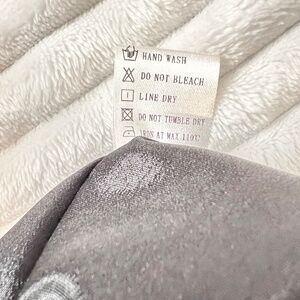 HAND WASH
DO NOT BLEACH
LINE DRY
DO NOT TUMBLE DRY
IRON AT MAX 110℃